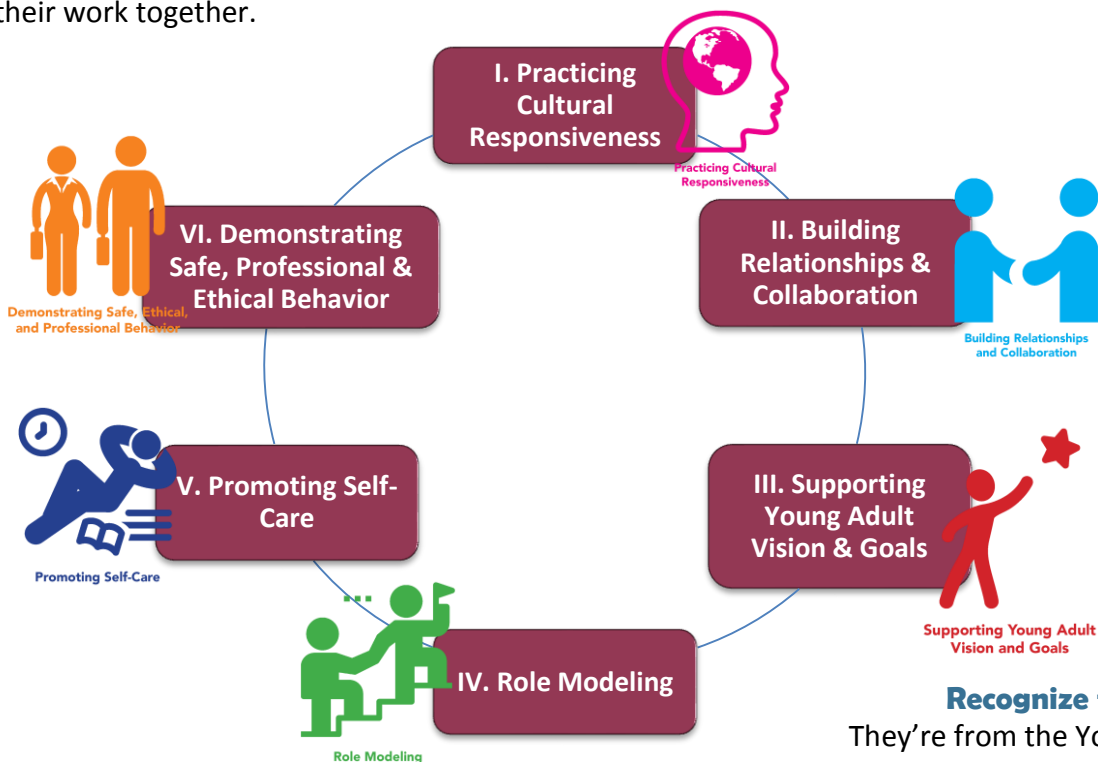 their work together.
I. Practicing
Cultural
Responsiveness
Practicing Cultural
Responsiveness
VI. Demonstrating
Safe, Professional &
Ethical Behavior
Demonstrating Safe, Ethical,
and Professional Behavior
II. Building
Relationships &
Collaboration
Building Relationships
and Collaboration
V. Promoting Self-
Care
Promoting Self-Care
III. Supporting
Young Adult
Vision & Goals
Supporting Young Adult
Vision and Goals
...
IV. Role Modeling
Role Modeling
Recognize
They're from the Yo